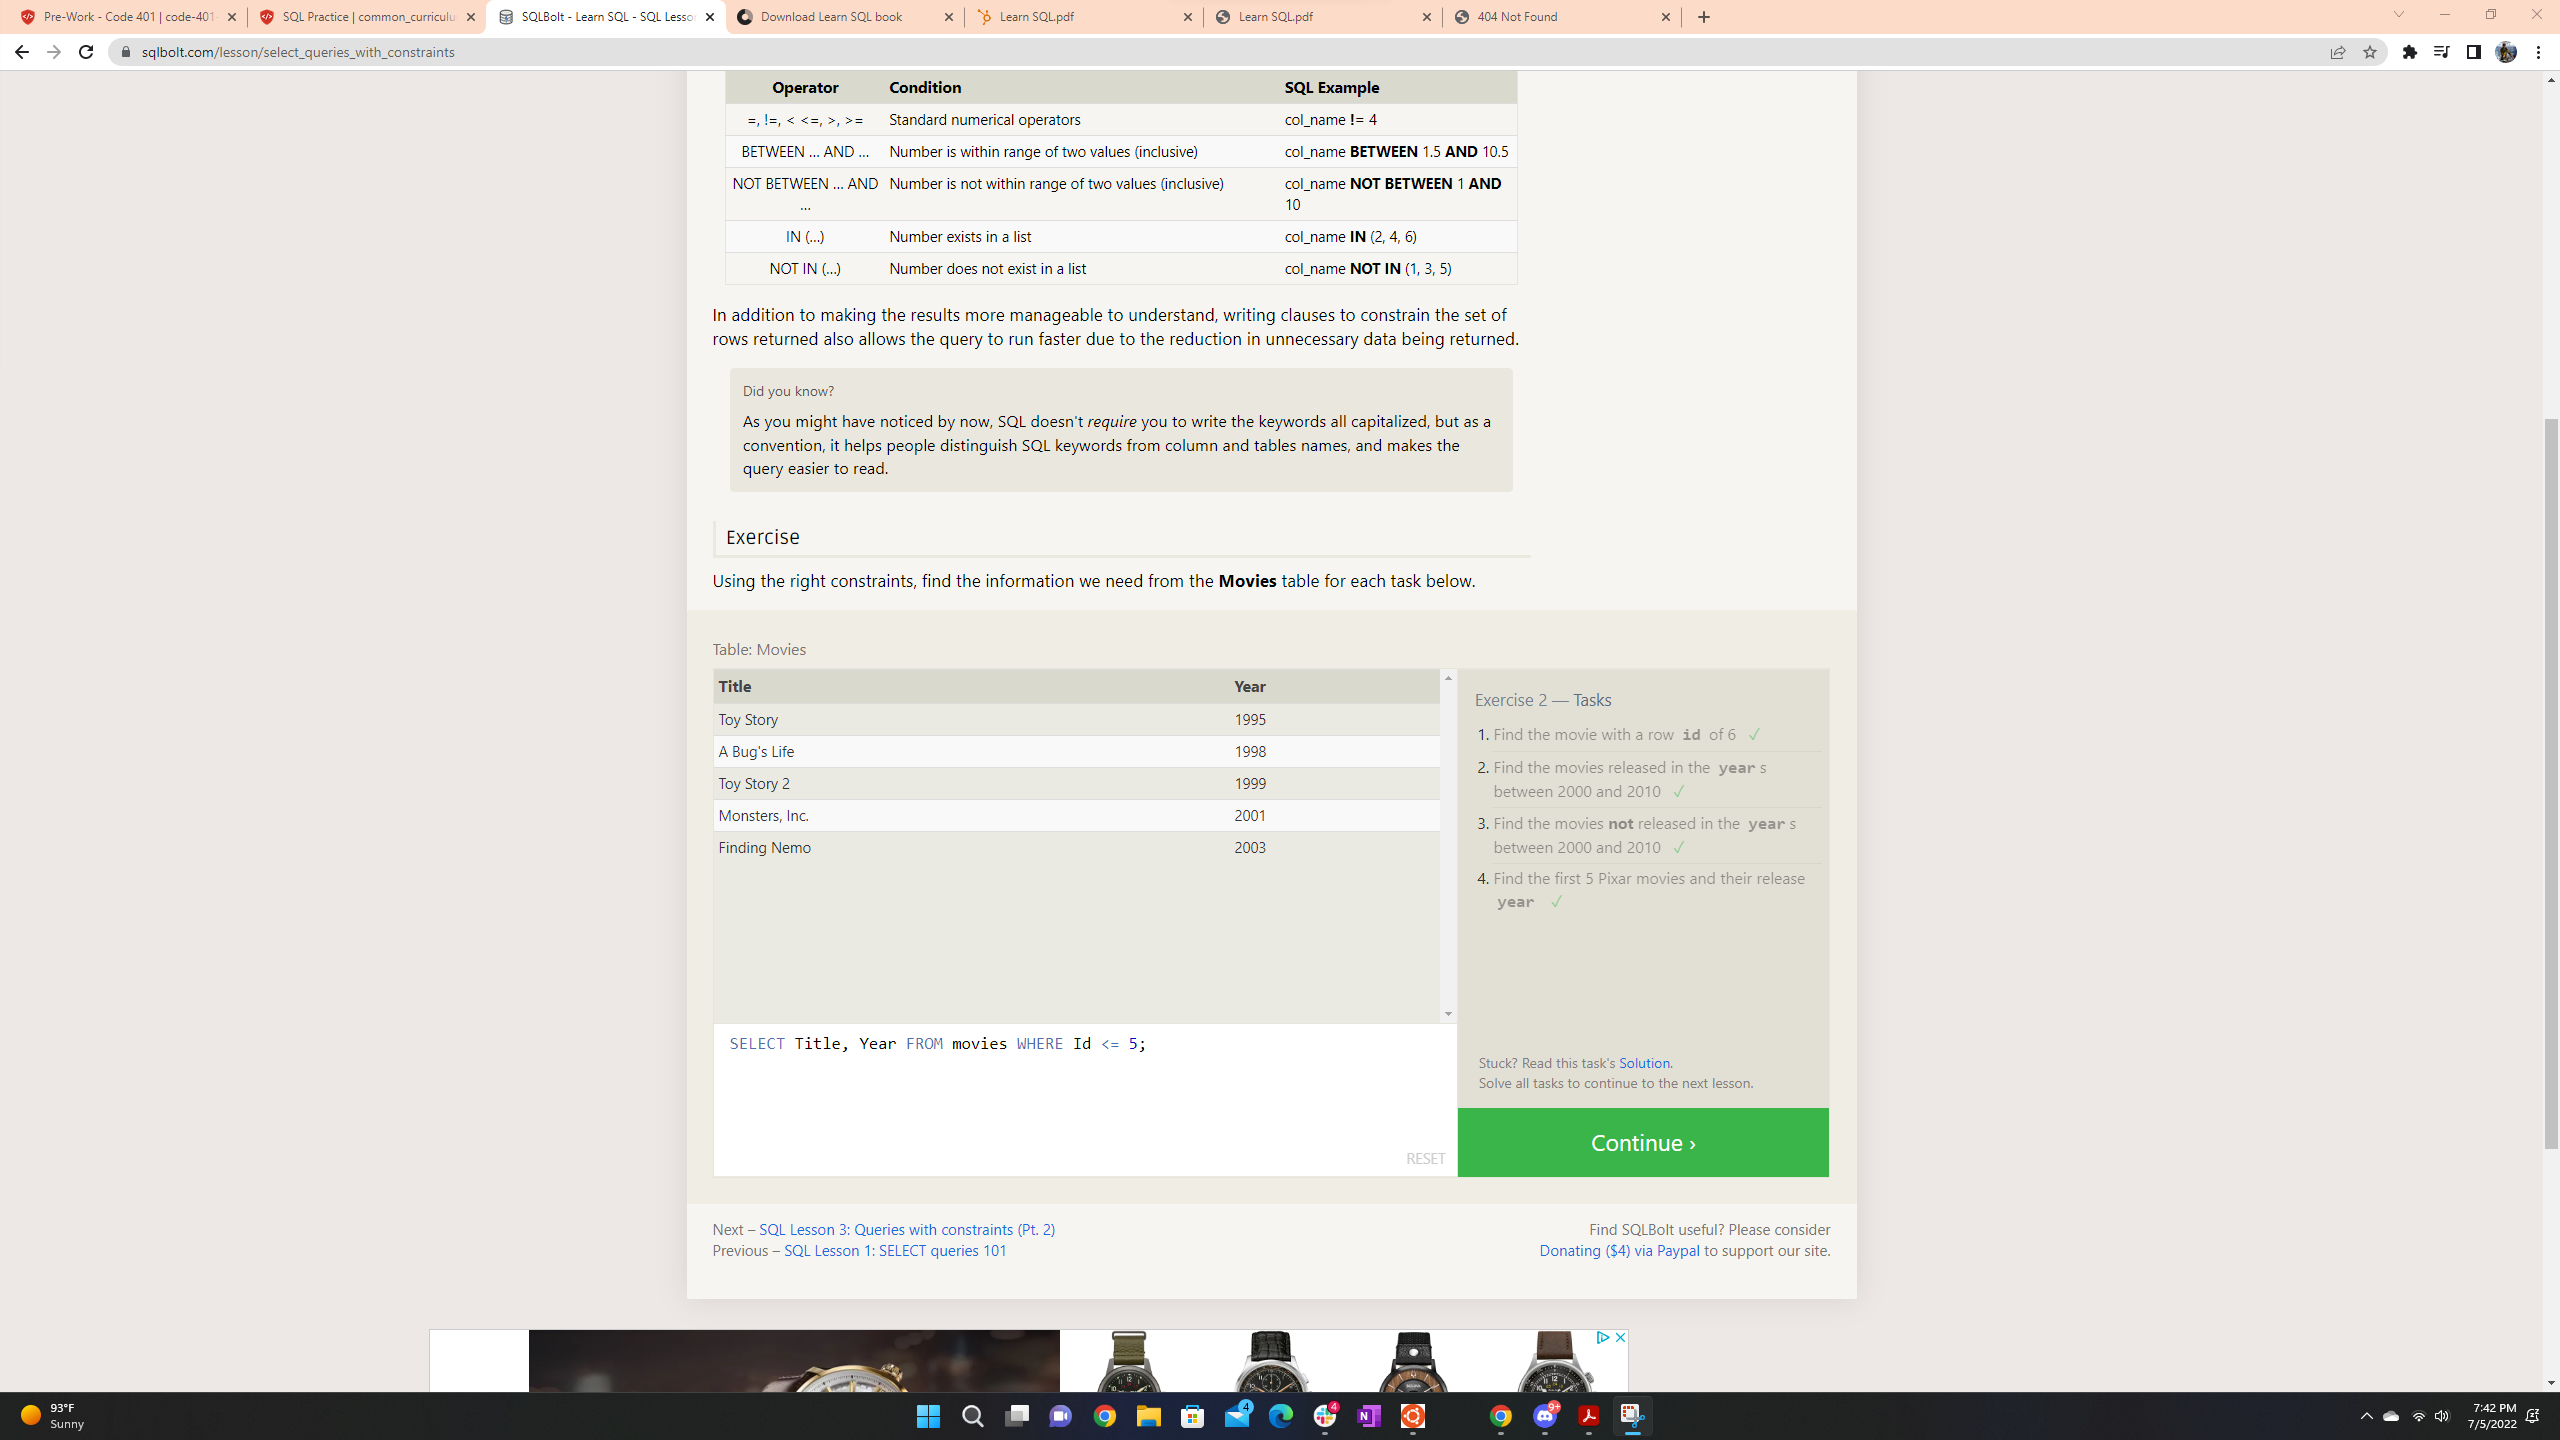 Pre-Work - Code 401 | code-401-
SQL Practice | common_curriculu
SQLBolt - Learn SQL - SQL Lesso
Download Learn SQL book
Learn SQL.pdf
Learn SQL.pdf
404 Not Found
sqlbolt.com/lesson/select_queries_with_constraints
Operator Condition SQL Example
=, !=, < <=, >, >= Standard numerical operators col_name != 4
BETWEEN … AND … Number is within range of two values (inclusive) col_name BETWEEN 1.5 AND 10.5
NOT BETWEEN … AND Number is not within range of two values (inclusive) col_name NOT BETWEEN 1 AND
… 10
IN (…) Number exists in a list col_name IN (2, 4, 6)
NOT IN (…) Number does not exist in a list col_name NOT IN (1, 3, 5)
In addition to making the results more manageable to understand, writing clauses to constrain the set of
rows returned also allows the query to run faster due to the reduction in unnecessary data being returned.
Did you know?
As you might have noticed by now, SQL doesn't require you to write the keywords all capitalized, but as a
convention, it helps people distinguish SQL keywords from column and tables names, and makes the
query easier to read.
Exercise
Using the right constraints, find the information we need from the Movies table for each task below.
Table: Movies
Title Year
Toy Story 1995
A Bug's Life 1998
Toy Story 2 1999
Monsters, Inc. 2001
Finding Nemo 2003
SELECT Title, Year FROM movies WHERE Id <= 5;
RESET
Exercise 2 — Tasks
1. Find the movie with a row id of 6 ✓
2. Find the movies released in the year s
between 2000 and 2010 ✓
3. Find the movies not released in the year s
between 2000 and 2010 ✓
4. Find the first 5 Pixar movies and their release
year ✓
Stuck? Read this task's Solution.
Solve all tasks to continue to the next lesson.
Continue ›
Next – SQL Lesson 3: Queries with constraints (Pt. 2)
Previous – SQL Lesson 1: SELECT queries 101
Find SQLBolt useful? Please consider
Donating ($4) via Paypal to support our site.
93°F
Sunny
4
4
9+
7:42 PM
7/5/2022